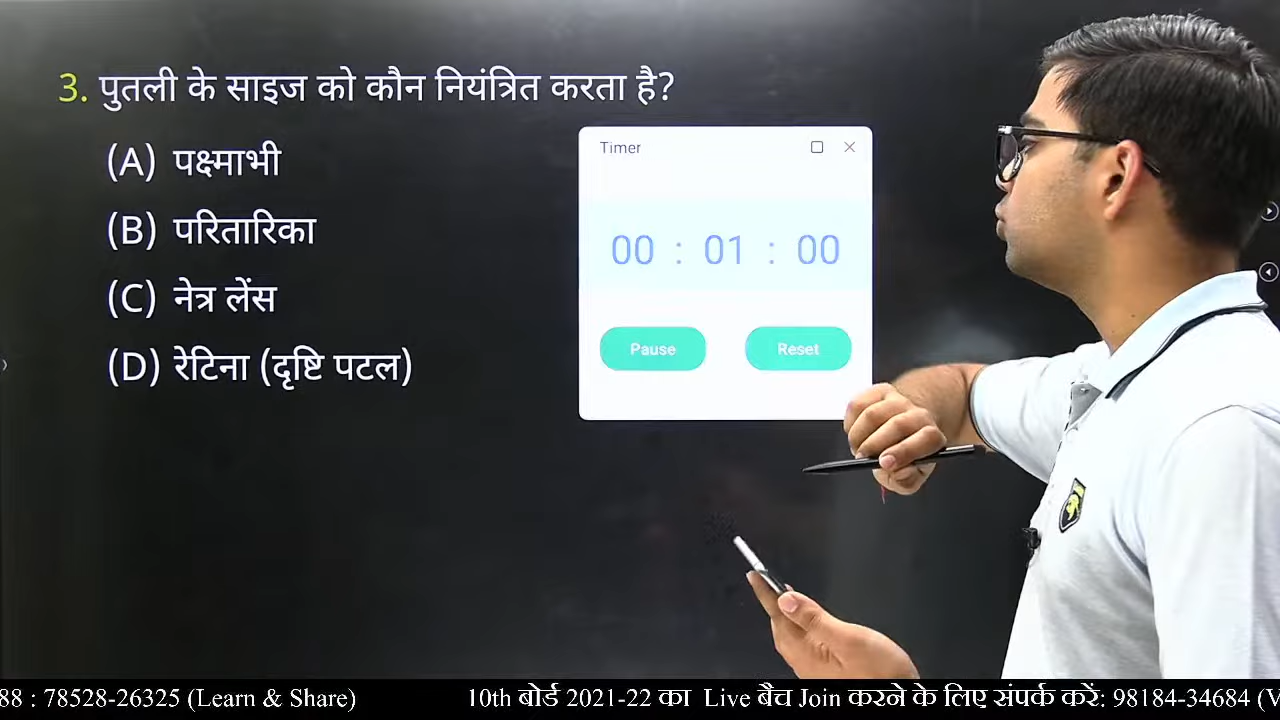 3. पुतली के साइज को कौन नियंत्रित करता है?
(A) पक्ष्माभी
(B) परितारिका
(C) नेत्र लेंस
(D) रेटिना (दृष्टि पटल)
Timer
00 : 01 : 00
Pause Reset
88 : 78528-26325 (Learn & Share) 10th बोर्ड 2021-22 का Live बैच Join करने के लिए संपर्क करें: 98184-34684 (V